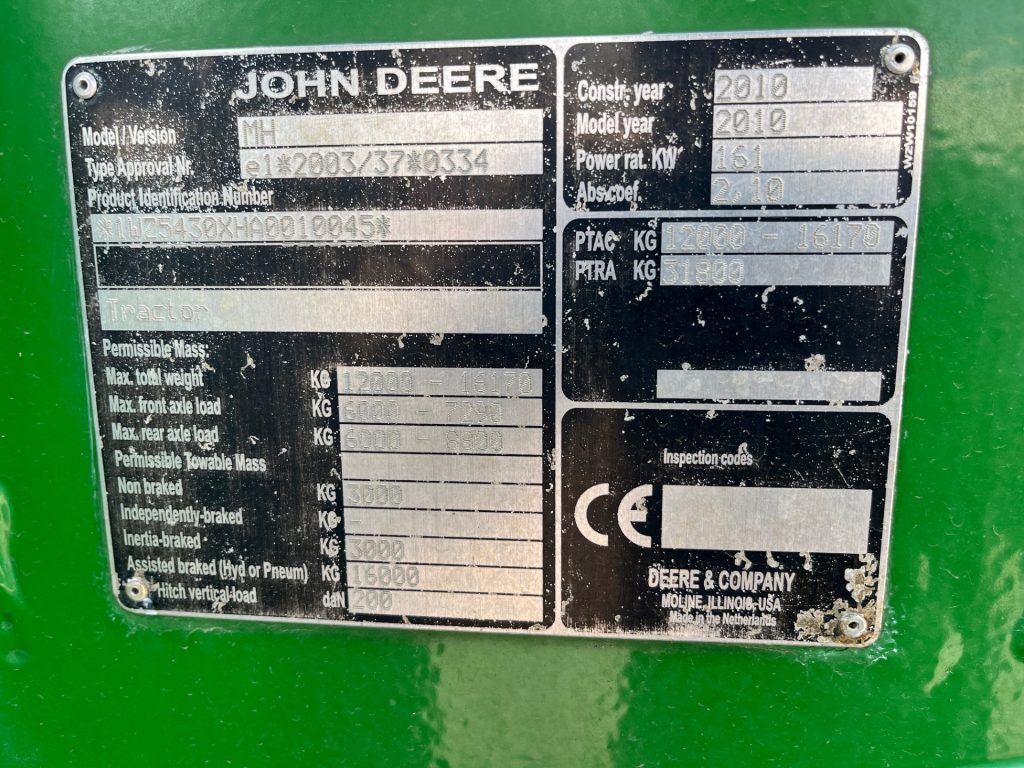 JOHN DEERE
Model / Version MH
Type Approval Nr. e1*2003/37*0334
Product Identification Number
*1WZ5430XHA0010045*
Tractor
Permissible Mass:
Max. total weight KG 12000 - 16170
Max. front axle load KG 6000 - 7290
Max. rear axle load KG 6000 - 8800
Permissible Towable Mass
Non braked KG 3000
Independently-braked KG -
Inertia-braked KG 3000
Assisted braked (Hyd or Pneum) KG 16000
Hitch vertical load daN 200
Constr. year 2010
Model year 2010
Power rat. KW 161
Abs.coef. 2,10
PTAC KG 12000 - 16170
PTRA KG 31800
Inspection codes
CE
DEERE & COMPANY
MOLINE, ILLINOIS, USA
Made in the Netherlands